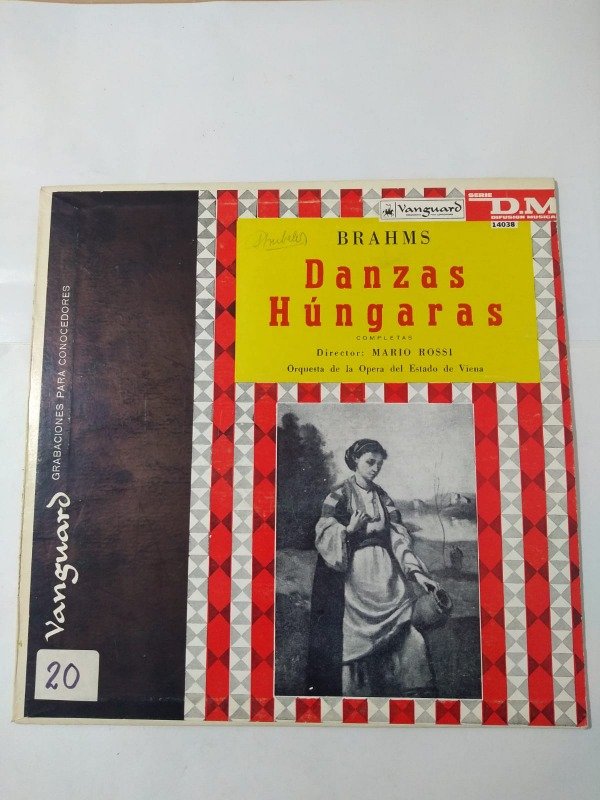 Vanguard
SERIE
D.M
DIFUSION MUSICAL
14038
BRAHMS
Danzas
Húngaras
COMPLETAS
Director: MARIO ROSSI
Orquesta de la Opera del Estado de Viena
Vanguard GRABACIONES PARA CONOCEDORES
20